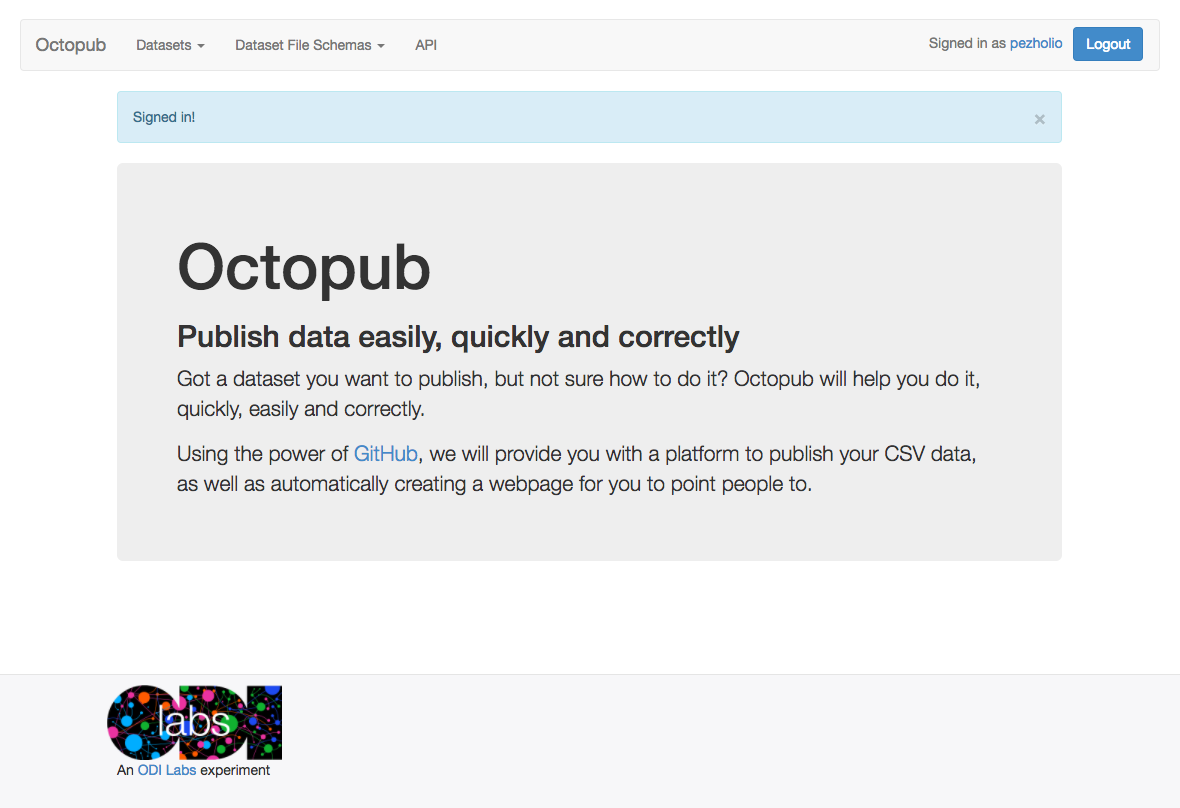 Octopub Datasets Dataset File Schemas API Signed in as pezholio Logout
Signed in! ×
Octopub
Publish data easily, quickly and correctly
Got a dataset you want to publish, but not sure how to do it? Octopub will help you do it,
quickly, easily and correctly.
Using the power of GitHub, we will provide you with a platform to publish your CSV data,
as well as automatically creating a webpage for you to point people to.
ODI
labs
An ODI Labs experiment